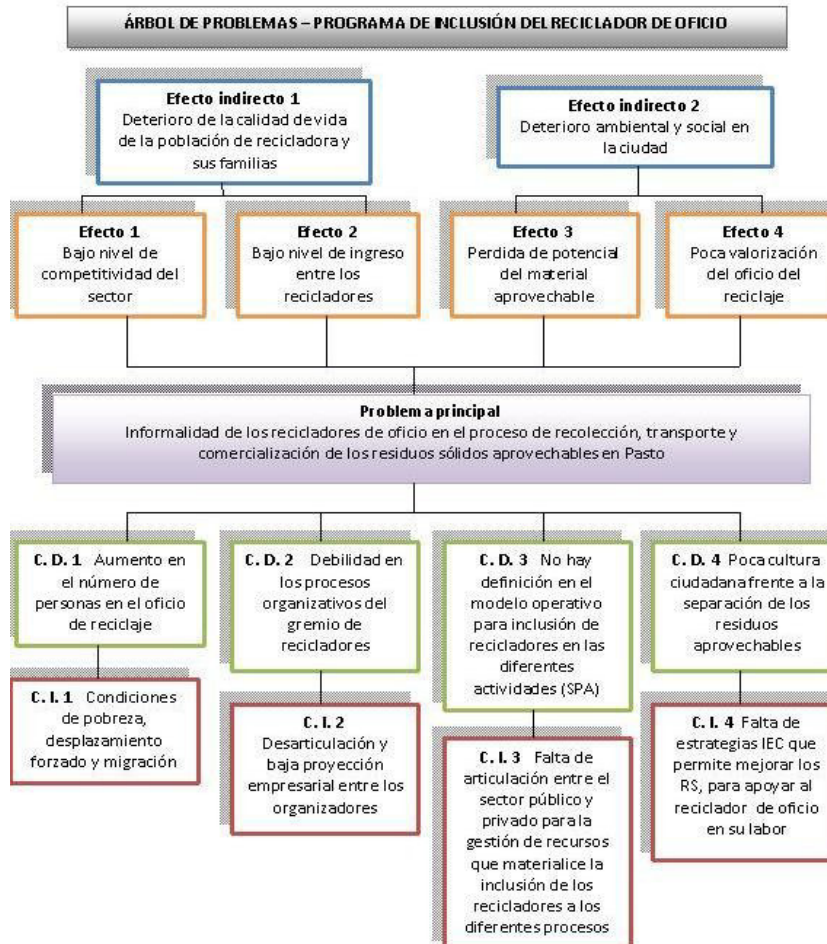 ÁRBOL DE PROBLEMAS – PROGRAMA DE INCLUSIÓN DEL RECICLADOR DE OFICIO
Efecto indirecto 1
Deterioro de la calidad de vida
de la población de recicladora y
sus familias
Efecto indirecto 2
Deterioro ambiental y social en
la ciudad
Efecto 1
Bajo nivel de
competitividad del
sector
Efecto 2
Bajo nivel de ingreso
entre los
recicladores
Efecto 3
Perdida de potencial
del material
aprovechable
Efecto 4
Poca valorización
del oficio del
reciclaje
Problema principal
Informalidad de los recicladores de oficio en el proceso de recolección, transporte y
comercialización de los residuos sólidos aprovechables en Pasto
C. D. 1 Aumento en
el número de
personas en el oficio
de reciclaje
C. D. 2 Debilidad en
los procesos
organizativos del
gremio de
recicladores
C. D. 3 No hay
definición en el
modelo operativo
para inclusión de
recicladores en las
diferentes
actividades (SPA)
C. D. 4 Poca cultura
ciudadana frente a la
separación de los
residuos
aprovechables
C. I. 1 Condiciones
de pobreza,
desplazamiento
forzado y migración
C. I. 2
Desarticulación y
baja proyección
empresarial entre los
organizadores
C. I. 3 Falta de
articulación entre el
sector público y
privado para la
gestión de recursos
que materialice la
inclusión de los
recicladores a los
diferentes procesos
C. I. 4 Falta de
estrategias IEC que
permite mejorar los
RS, para apoyar al
reciclador de oficio
en su labor